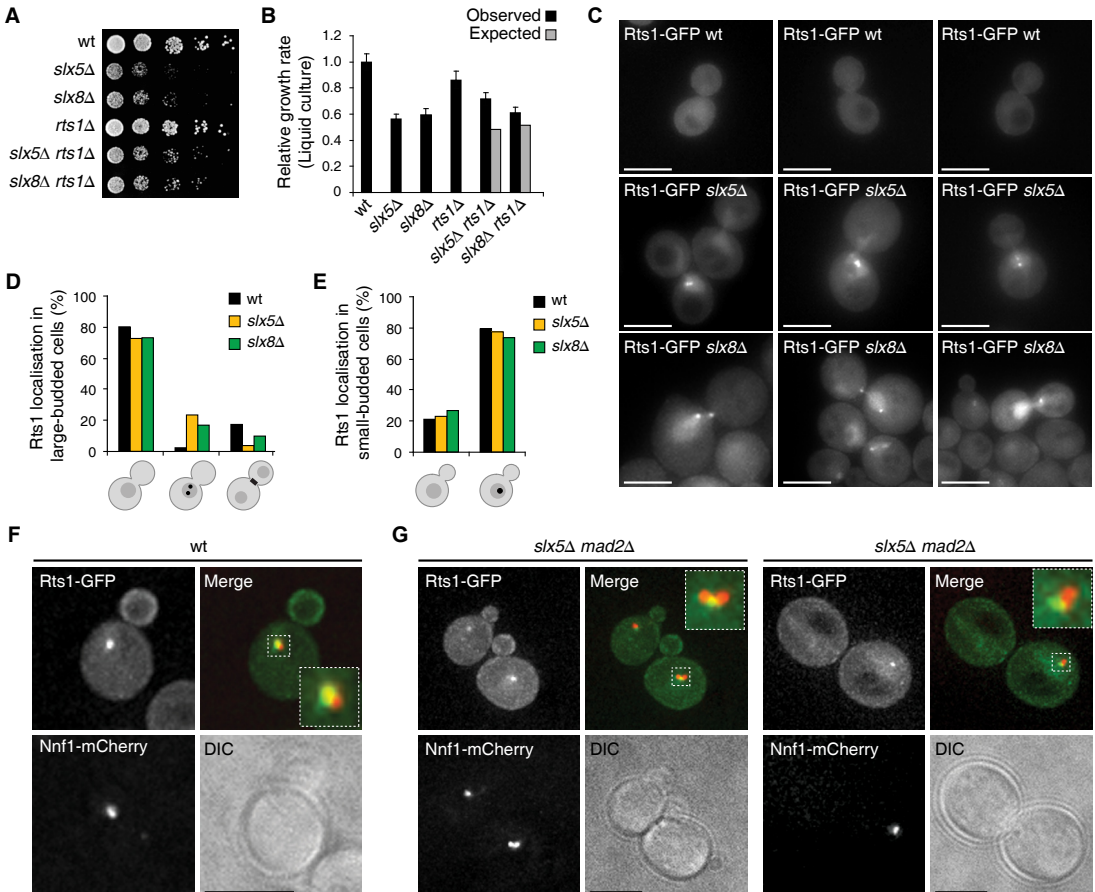 A
wt
slx5Δ
slx8Δ
rts1Δ
slx5Δ rts1Δ
slx8Δ rts1Δ
B
Observed
Expected
Relative growth rate
(Liquid culture)
1.2
1.0
0.8
0.6
0.4
0.2
0
wt
slx5Δ
slx8Δ
rts1Δ
slx5Δ rts1Δ
slx8Δ rts1Δ
C
Rts1-GFP wt
Rts1-GFP wt
Rts1-GFP wt
Rts1-GFP slx5Δ
Rts1-GFP slx5Δ
Rts1-GFP slx5Δ
Rts1-GFP slx8Δ
Rts1-GFP slx8Δ
Rts1-GFP slx8Δ
D
Rts1 localisation in
large-budded cells (%)
100
80
60
40
20
0
wt
slx5Δ
slx8Δ
E
Rts1 localisation in
small-budded cells (%)
100
80
60
40
20
0
wt
slx5Δ
slx8Δ
F
wt
Rts1-GFP
Merge
Nnf1-mCherry
DIC
G
slx5Δ mad2Δ
Rts1-GFP
Merge
Nnf1-mCherry
DIC
slx5Δ mad2Δ
Rts1-GFP
Merge
Nnf1-mCherry
DIC